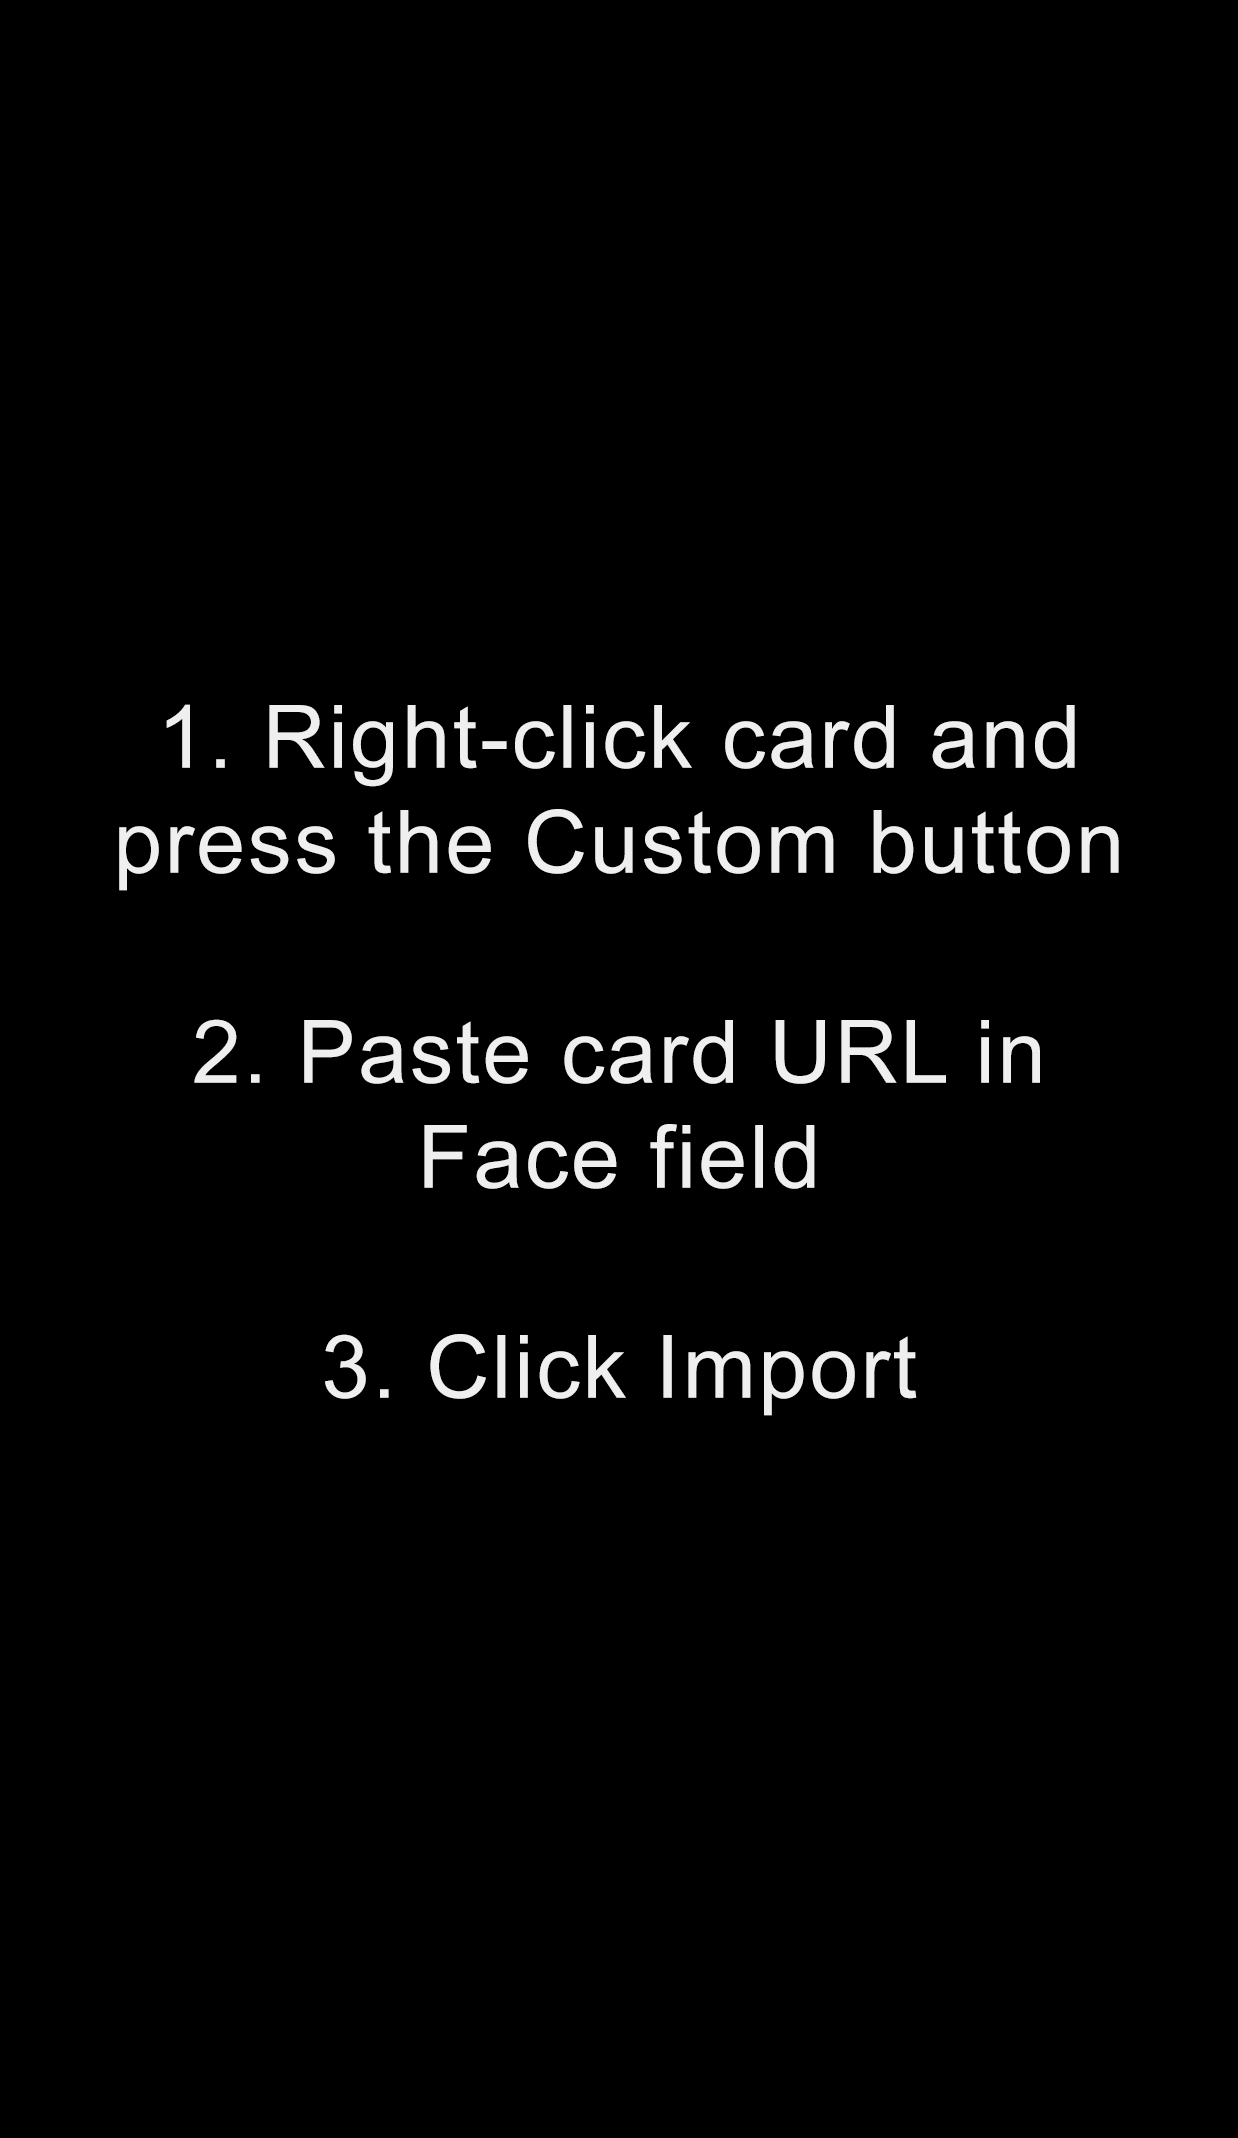 1. Right-click card and
press the Custom button
2. Paste card URL in
Face field
3. Click Import